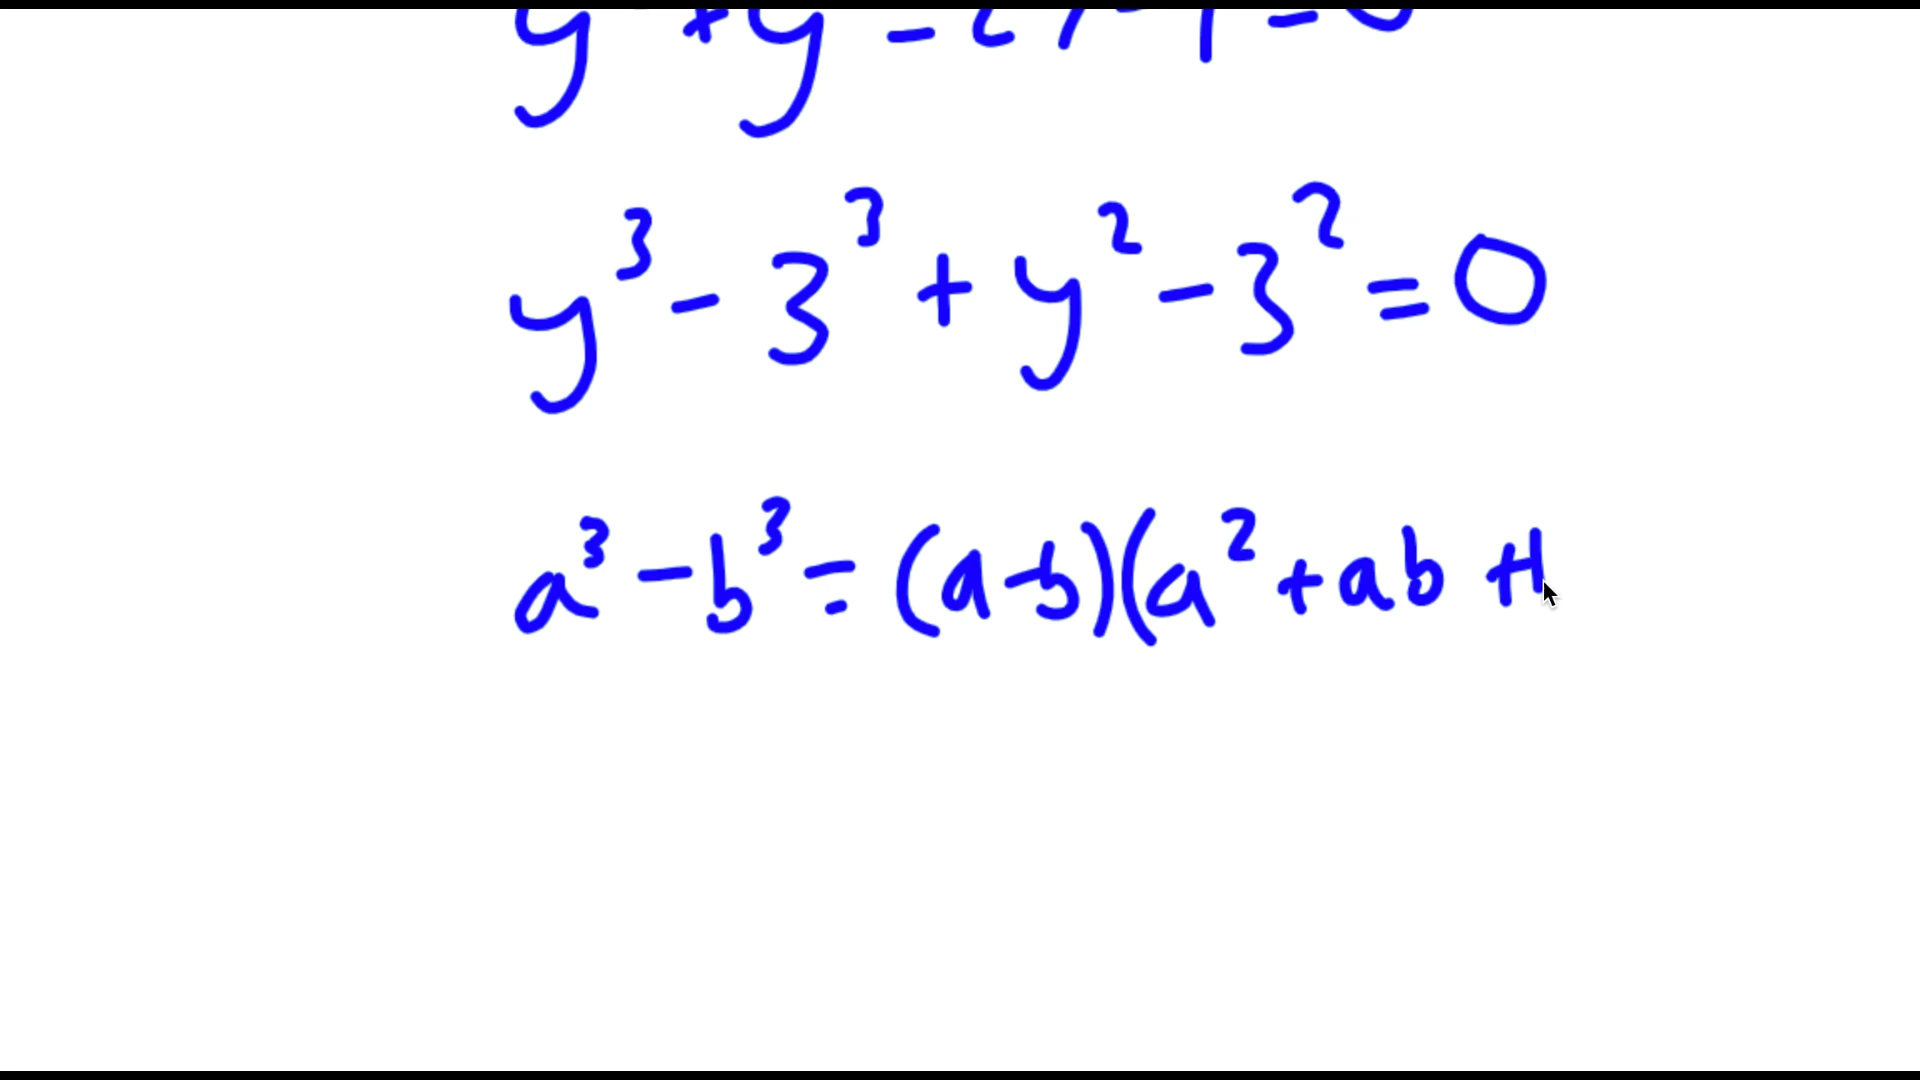 y³ - 3³ + y² - 3² = 0
a³ - b³ = (a-b)(a² + ab +